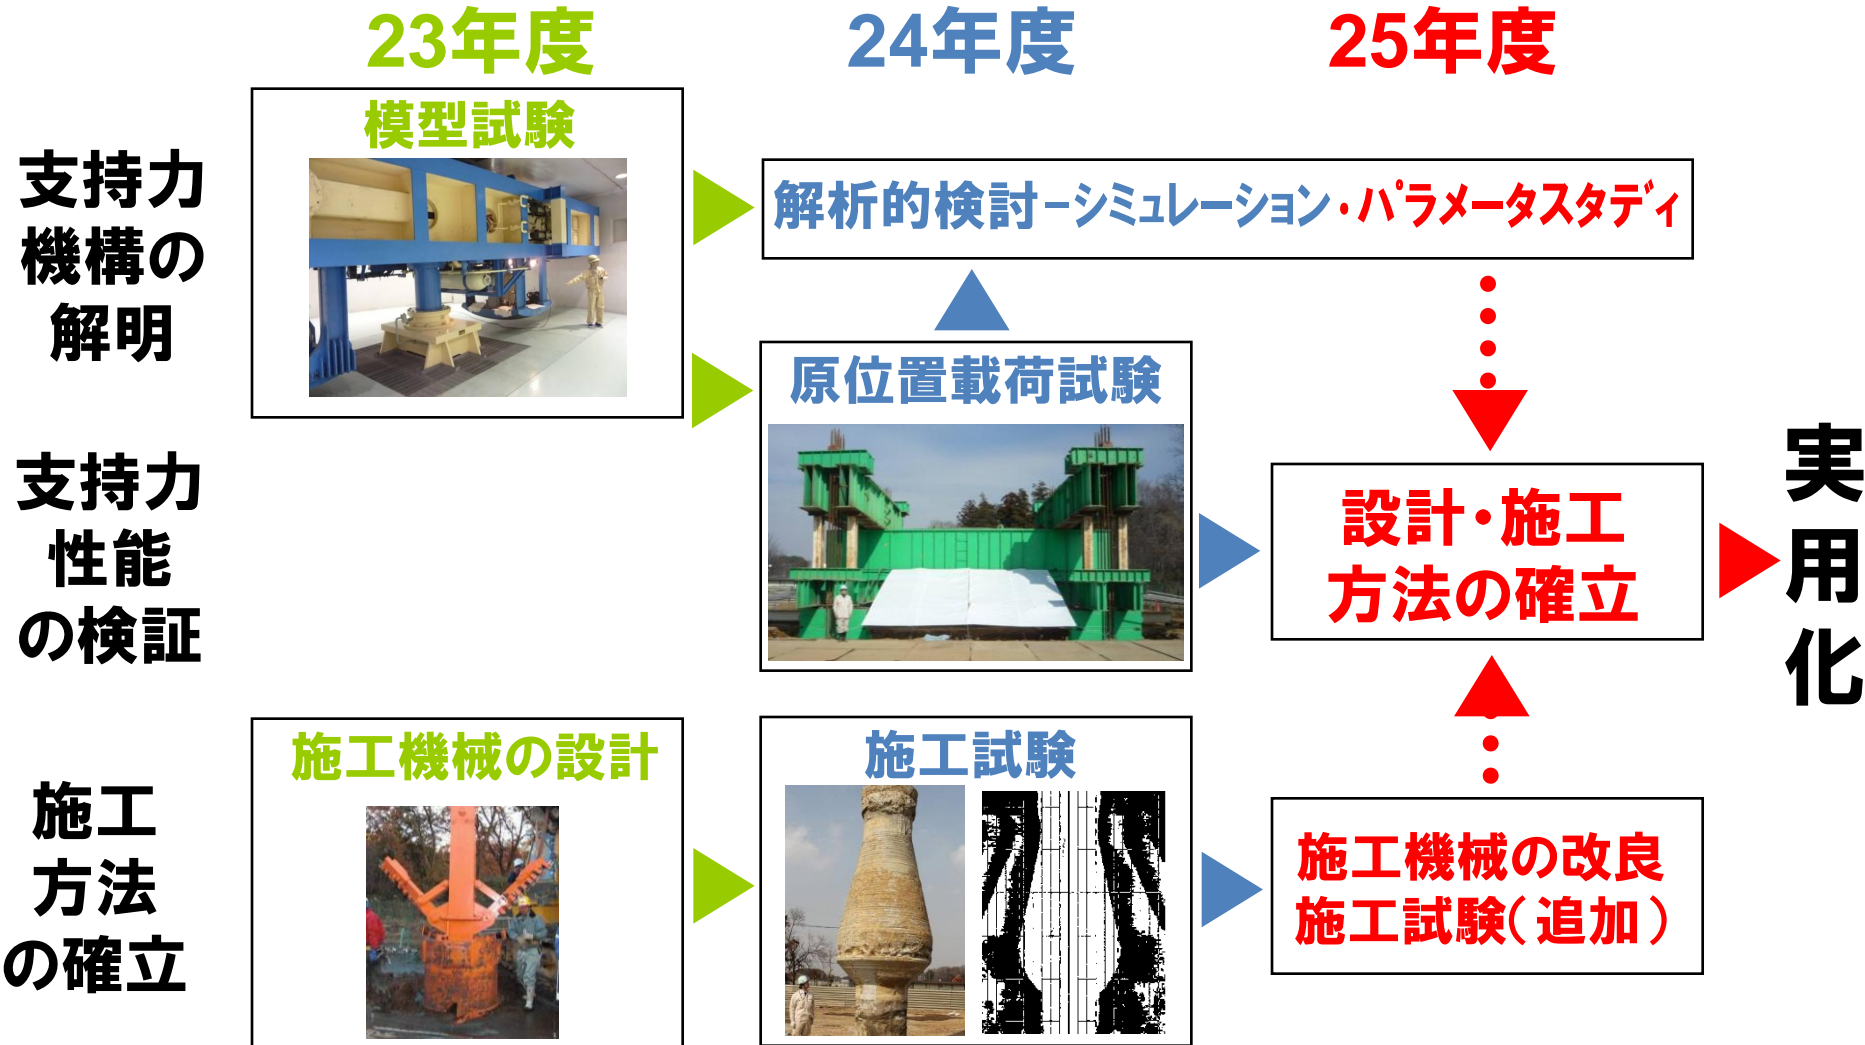 23年度
24年度
25年度
支持力
機構の
解明
模型試験
解析的検討－シミュレーション・パラメータスタディ
支持力
性能
の検証
原位置載荷試験
設計・施工
方法の確立
実用化
施工
方法
の確立
施工機械の設計
施工試験
施工機械の改良
施工試験（追加）